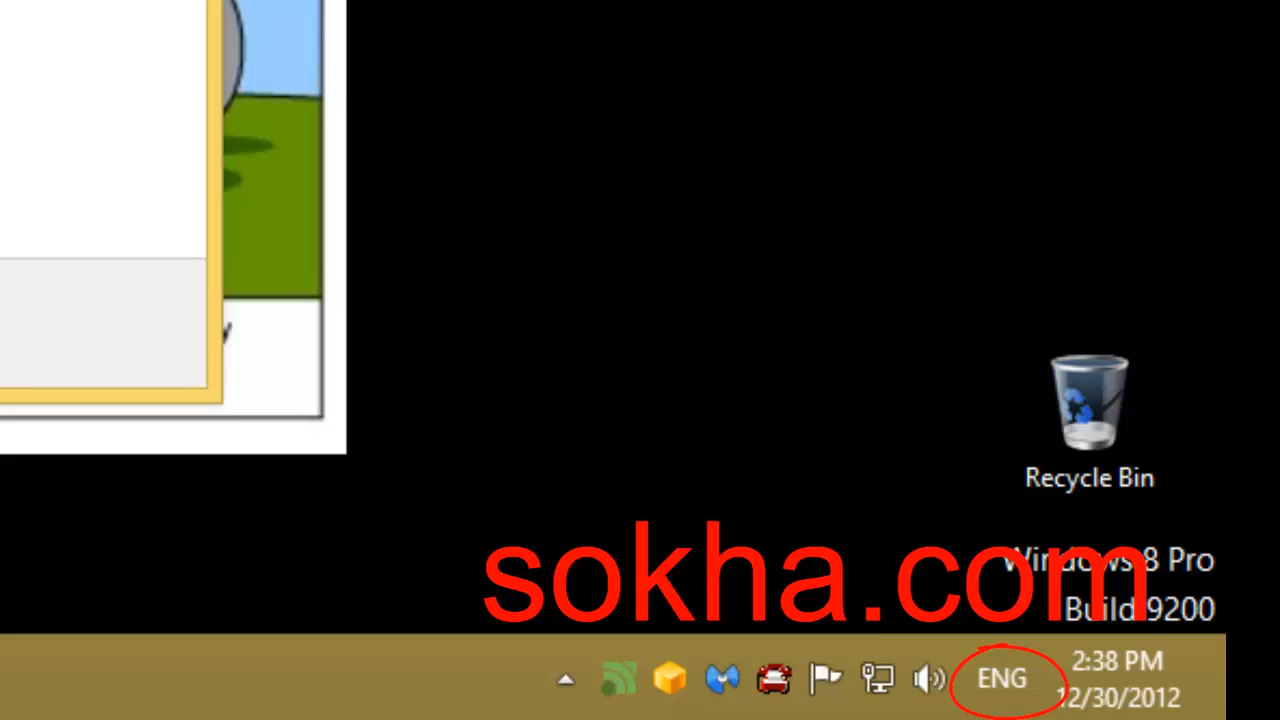 Recycle Bin
Windows 8 Pro
sokha.com
Build 9200
ENG
2:38 PM
12/30/2012